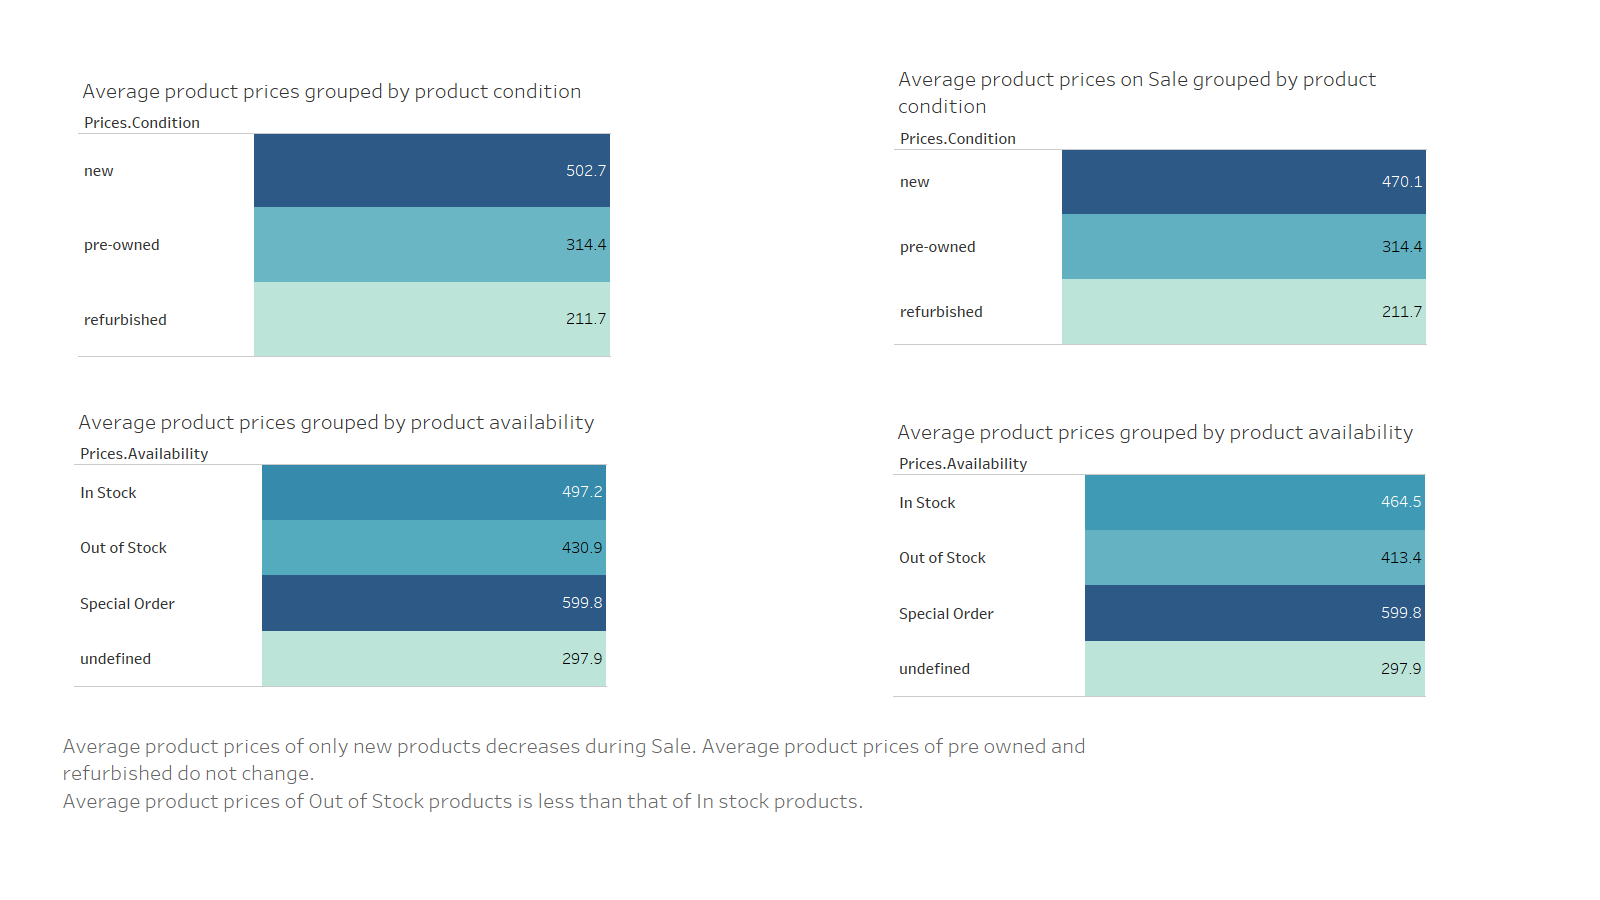 Average product prices grouped by product condition
Prices.Condition
new 502.7
pre-owned 314.4
refurbished 211.7
Average product prices on Sale grouped by product
condition
Prices.Condition
new 470.1
pre-owned 314.4
refurbished 211.7
Average product prices grouped by product availability
Prices.Availability
In Stock 497.2
Out of Stock 430.9
Special Order 599.8
undefined 297.9
Average product prices grouped by product availability
Prices.Availability
In Stock 464.5
Out of Stock 413.4
Special Order 599.8
undefined 297.9
Average product prices of only new products decreases during Sale. Average product prices of pre owned and
refurbished do not change.
Average product prices of Out of Stock products is less than that of In stock products.